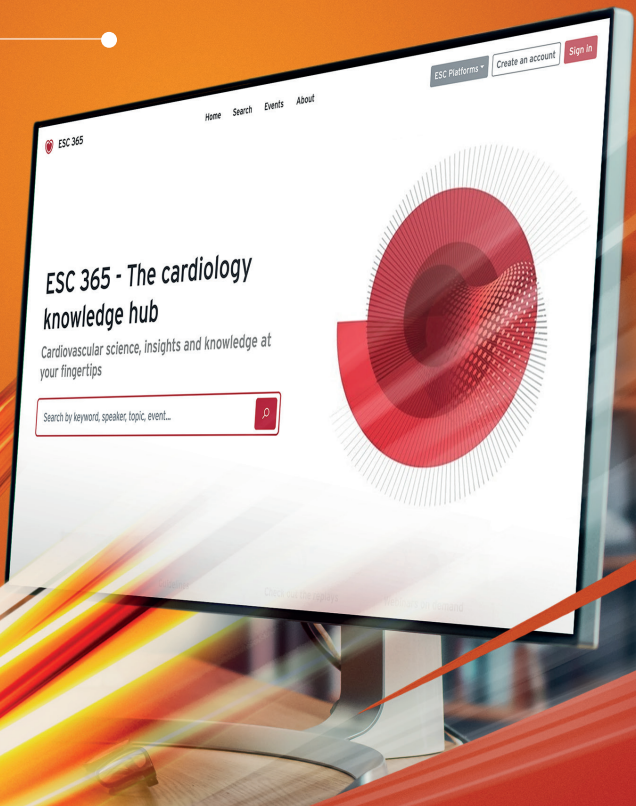 ESC Platforms
Create an account
Sign in
ESC 365
Home
Search
Events
About
ESC 365 - The cardiology
knowledge hub
Cardiovascular science, insights and knowledge at
your fingertips
Search by keyword, speaker, topic, event...